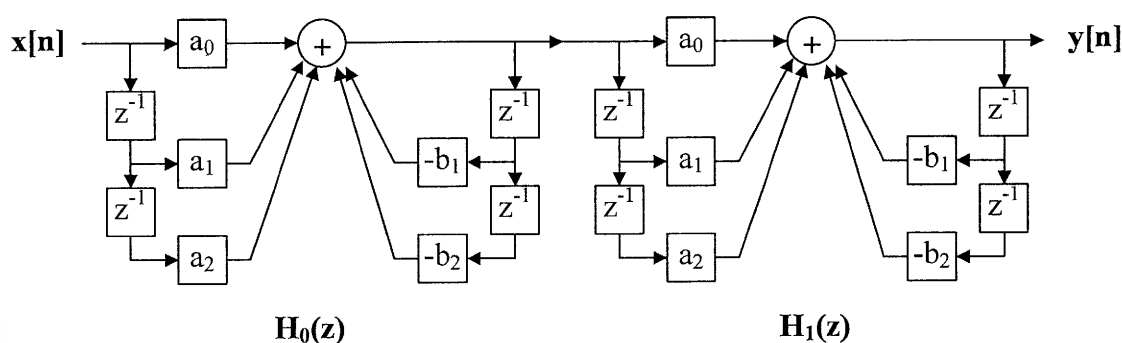 x[n] a₀ + a₀ + y[n]
z⁻¹ z⁻¹ z⁻¹ z⁻¹
a₁ -b₁ a₁ -b₁
z⁻¹ z⁻¹ z⁻¹ z⁻¹
a₂ -b₂ a₂ -b₂
H₀(z) H₁(z)